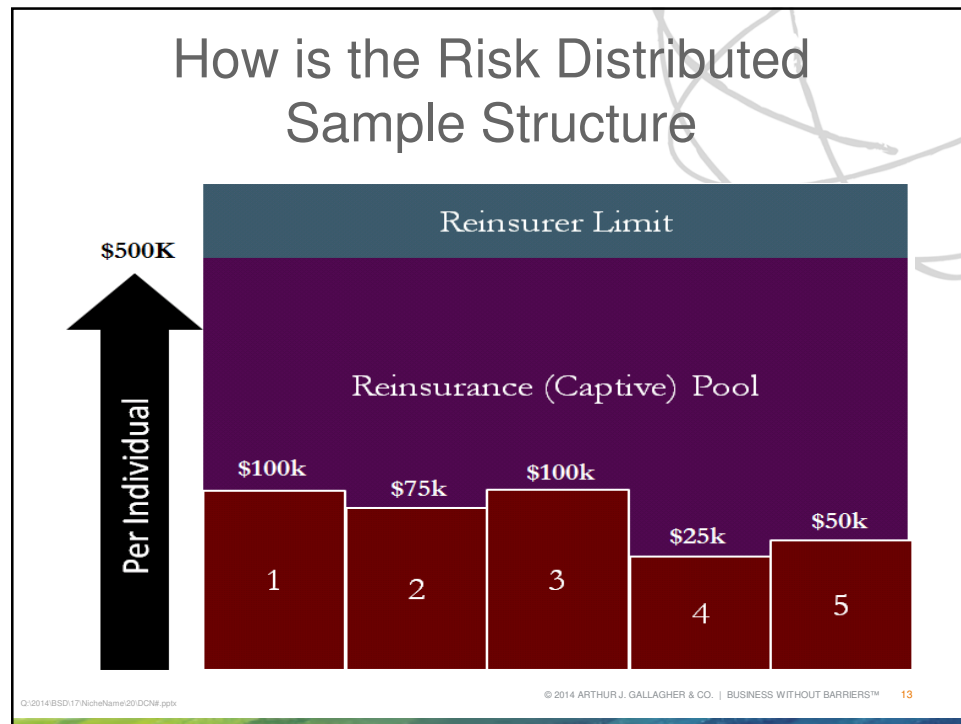 How is the Risk Distributed
Sample Structure
Reinsurer Limit
$500K
Reinsurance (Captive) Pool
Per Individual
$100k
$75k
$100k
$25k
$50k
1
2
3
4
5
© 2014 ARTHUR J. GALLAGHER & CO. | BUSINESS WITHOUT BARRIERS™ 13
Q:\2014\BSD\17\NicheName\20\DCN#.pptx